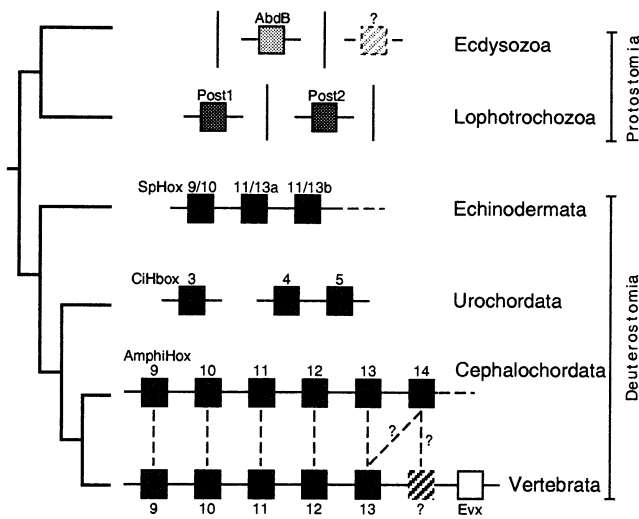 AbdB ?
Ecdysozoa
Post1 Post2
Lophotrochozoa
Protostomia
SpHox 9/10 11/13a 11/13b
Echinodermata
CiHbox 3 4 5
Urochordata
AmphiHox
9 10 11 12 13 14
Cephalochordata
Deuterostomia
? ?
Vertebrata
9 10 11 12 13 ? Evx